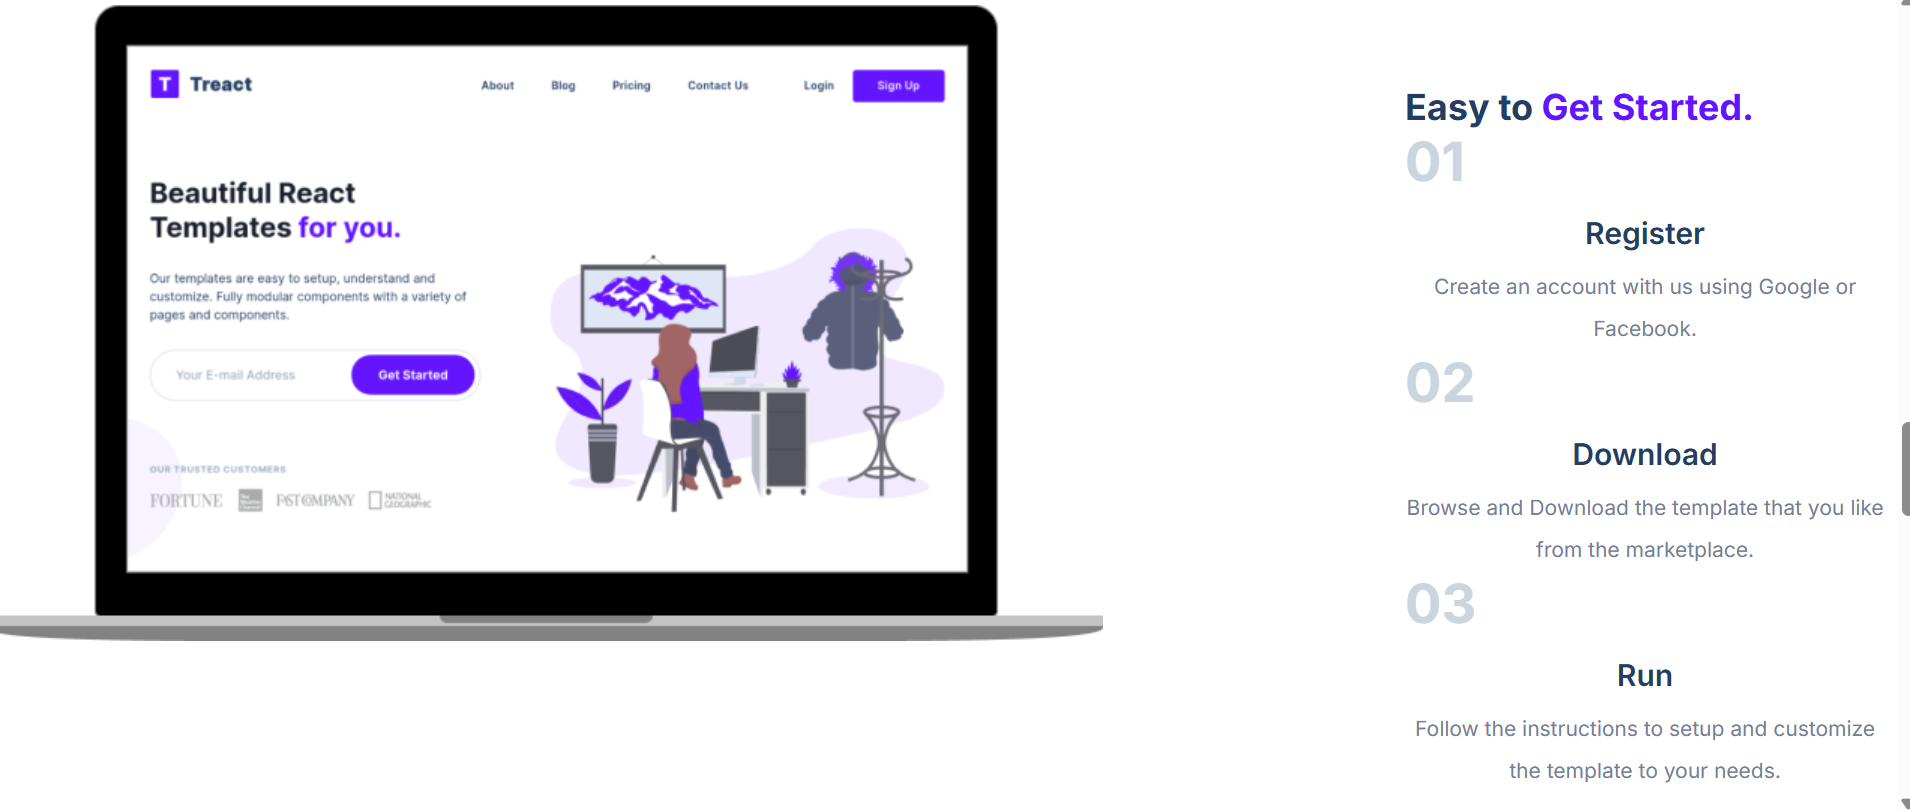 T Treact
About Blog Pricing Contact Us Login Sign Up
Beautiful React
Templates for you.
Our templates are easy to setup, understand and
customize. Fully modular components with a variety of
pages and components.
Your E-mail Address Get Started
OUR TRUSTED CUSTOMERS
FORTUNE
FAST COMPANY
NATIONAL
GEOGRAPHIC
Easy to Get Started.
01
Register
Create an account with us using Google or
Facebook.
02
Download
Browse and Download the template that you like
from the marketplace.
03
Run
Follow the instructions to setup and customize
the template to your needs.